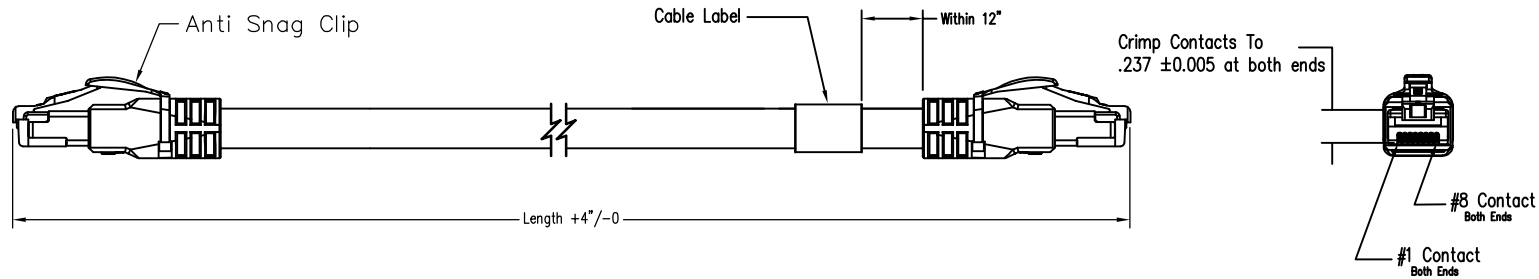 Anti Snag Clip
Cable Label
Within 12"
Crimp Contacts To
.237 ±0.005 at both ends
Length +4"/-0
#8 Contact
Both Ends
#1 Contact
Both Ends